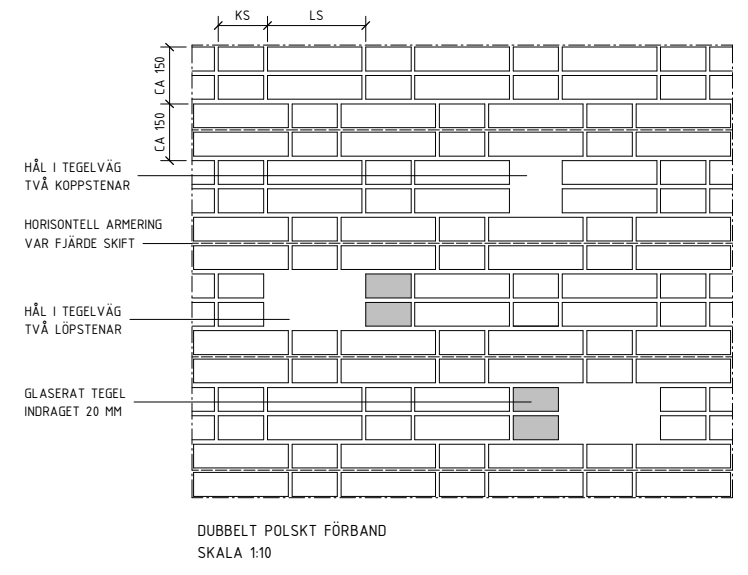 KS
LS
CA 150
CA 150
HÅL I TEGELVÄG
TVÅ KOPPSTENAR
HORISONTELL ARMERING
VAR FJÄRDE SKIFT
HÅL I TEGELVÄG
TVÅ LÖPSTENAR
GLASERAT TEGEL
INDRAGET 20 MM
DUBBELT POLSKT FÖRBAND
SKALA 1:10